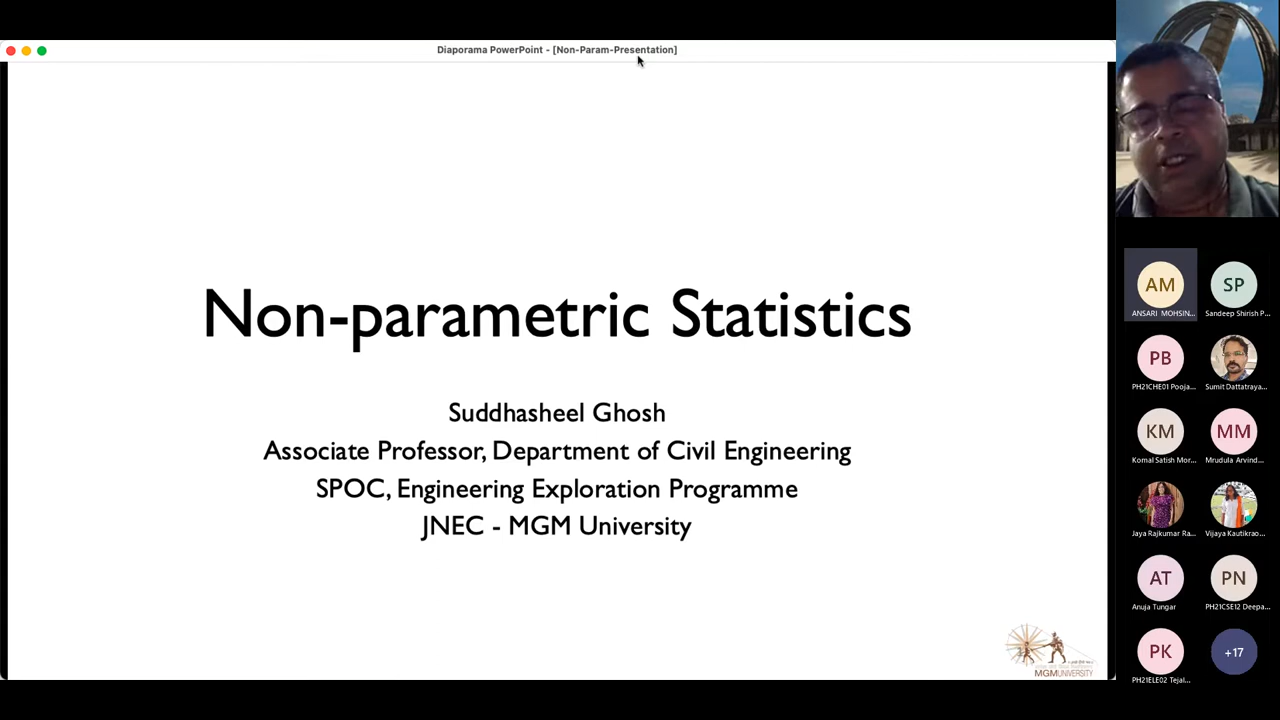 Diaporama PowerPoint - [Non-Param-Presentation]
Non-parametric Statistics
Suddhasheel Ghosh
Associate Professor, Department of Civil Engineering
SPOC, Engineering Exploration Programme
JNEC - MGM University
MGMUNIVERSITY
AM SP
ANSARI MOHSIN... Sandeep Shirish P...
PB
PH21CHE01 Pooja... Sumit Dattatraya...
KM MM
Komal Satish Mor... Mrudula Arvind...
Jaya Rajkumar Ra... Vijaya Kautikrao...
AT PN
Anuja Tungar PH21CSE12 Deepa...
PK +17
PH21ELE02 Tejal...